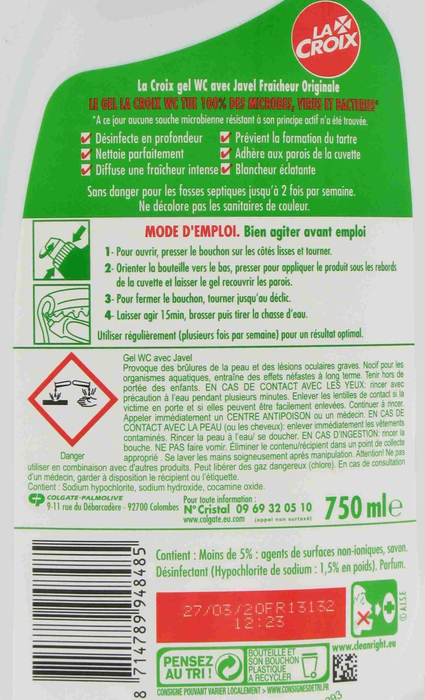 LA CROIX
La Croix gel WC avec Javel Fraîcheur Originale
LE GEL LA CROIX WC TUE 100% DES MICROBES, VIRUS ET BACTERIES*
*A ce jour aucune souche microbienne résistant à son principe actif n'a été trouvée.
Désinfecte en profondeur
Prévient la formation du tartre
Nettoie parfaitement
Adhère aux parois de la cuvette
Diffuse une fraîcheur intense
Blancheur éclatante
Sans danger pour les fosses septiques jusqu'à 2 fois par semaine.
Ne décolore pas les sanitaires de couleur.
MODE D'EMPLOI. Bien agiter avant emploi
1- Pour ouvrir, presser le bouchon sur les côtés lisses et tourner.
2- Orienter la bouteille vers le bas, presser pour appliquer le produit sous les rebords
de la cuvette et laisser le gel recouvrir les parois.
3- Pour fermer le bouchon, tourner jusqu'au déclic.
4- Laisser agir 15min, brosser puis tirer la chasse d'eau.
Utiliser régulièrement (plusieurs fois par semaine) pour un résultat optimal.
Gel WC avec Javel
Provoque des brûlures de la peau et des lésions oculaires graves. Nocif pour les
organismes aquatiques, entraîne des effets néfastes à long terme. Tenir hors de
portée des enfants. EN CAS DE CONTACT AVEC LES YEUX: rincer avec
précaution à l'eau pendant plusieurs minutes. Enlever les lentilles de contact si la
victime en porte et si elles peuvent être facilement enlevées. Continuer à rincer.
Appeler immédiatement un CENTRE ANTIPOISON ou un médecin. EN CAS DE
CONTACT AVEC LA PEAU (ou les cheveux): enlever immédiatement les vêtements
contaminés. Rincer la peau à l'eau/ se doucher. EN CAS D'INGESTION: rincer la
bouche. NE PAS faire vomir. Eliminer le contenu/récipient dans un point de collecte
approprié. Se laver les mains soigneusement après manipulation. Attention! Ne pas
Danger
utiliser en combinaison avec d'autres produits. Peut libérer des gaz dangereux (chlore). En cas de consultation
d'un médecin, garder à disposition le récipient ou l'étiquette.
Contient : Sodium hypochlorite, sodium hydroxide, cocamine oxide.
COLGATE-PALMOLIVE
9-11 rue du Débarcadère - 92700 Colombes
Pour toute information :
N° Cristal 09 69 32 05 10
www.colgate.eu (appel non surtaxé)
750 ml e
Contient : Moins de 5% : agents de surfaces non-ioniques, savon.
Désinfectant (Hypochlorite de sodium : 1,5% en poids). Parfum.
27/03/20FR13132
12:23
© A.I.S.E
www.cleanright.eu
PENSEZ
AU TRI !
BOUTEILLE
ET SON BOUCHON
PLASTIQUE
À RECYCLER
CONSIGNE POUVANT VARIER LOCALEMENT > WWW.CONSIGNESDETRI.FR
8 714789 948485